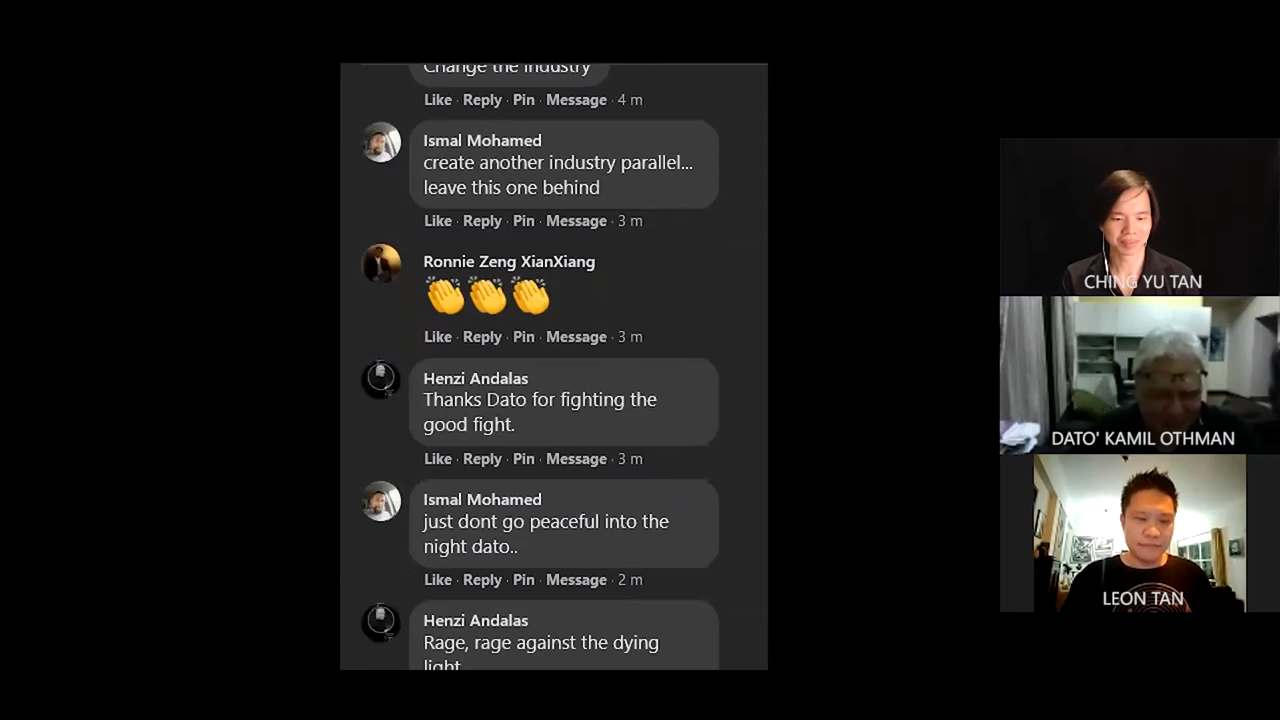 Change the industry
Like · Reply · Pin · Message · 4 m
Ismal Mohamed
create another industry parallel...
leave this one behind
Like · Reply · Pin · Message · 3 m
Ronnie Zeng XianXiang
👏👏👏
Like · Reply · Pin · Message · 3 m
Henzi Andalas
Thanks Dato for fighting the
good fight.
Like · Reply · Pin · Message · 3 m
Ismal Mohamed
just dont go peaceful into the
night dato..
Like · Reply · Pin · Message · 2 m
Henzi Andalas
Rage, rage against the dying
light
CHING YU TAN
DATO' KAMIL OTHMAN
LEON TAN